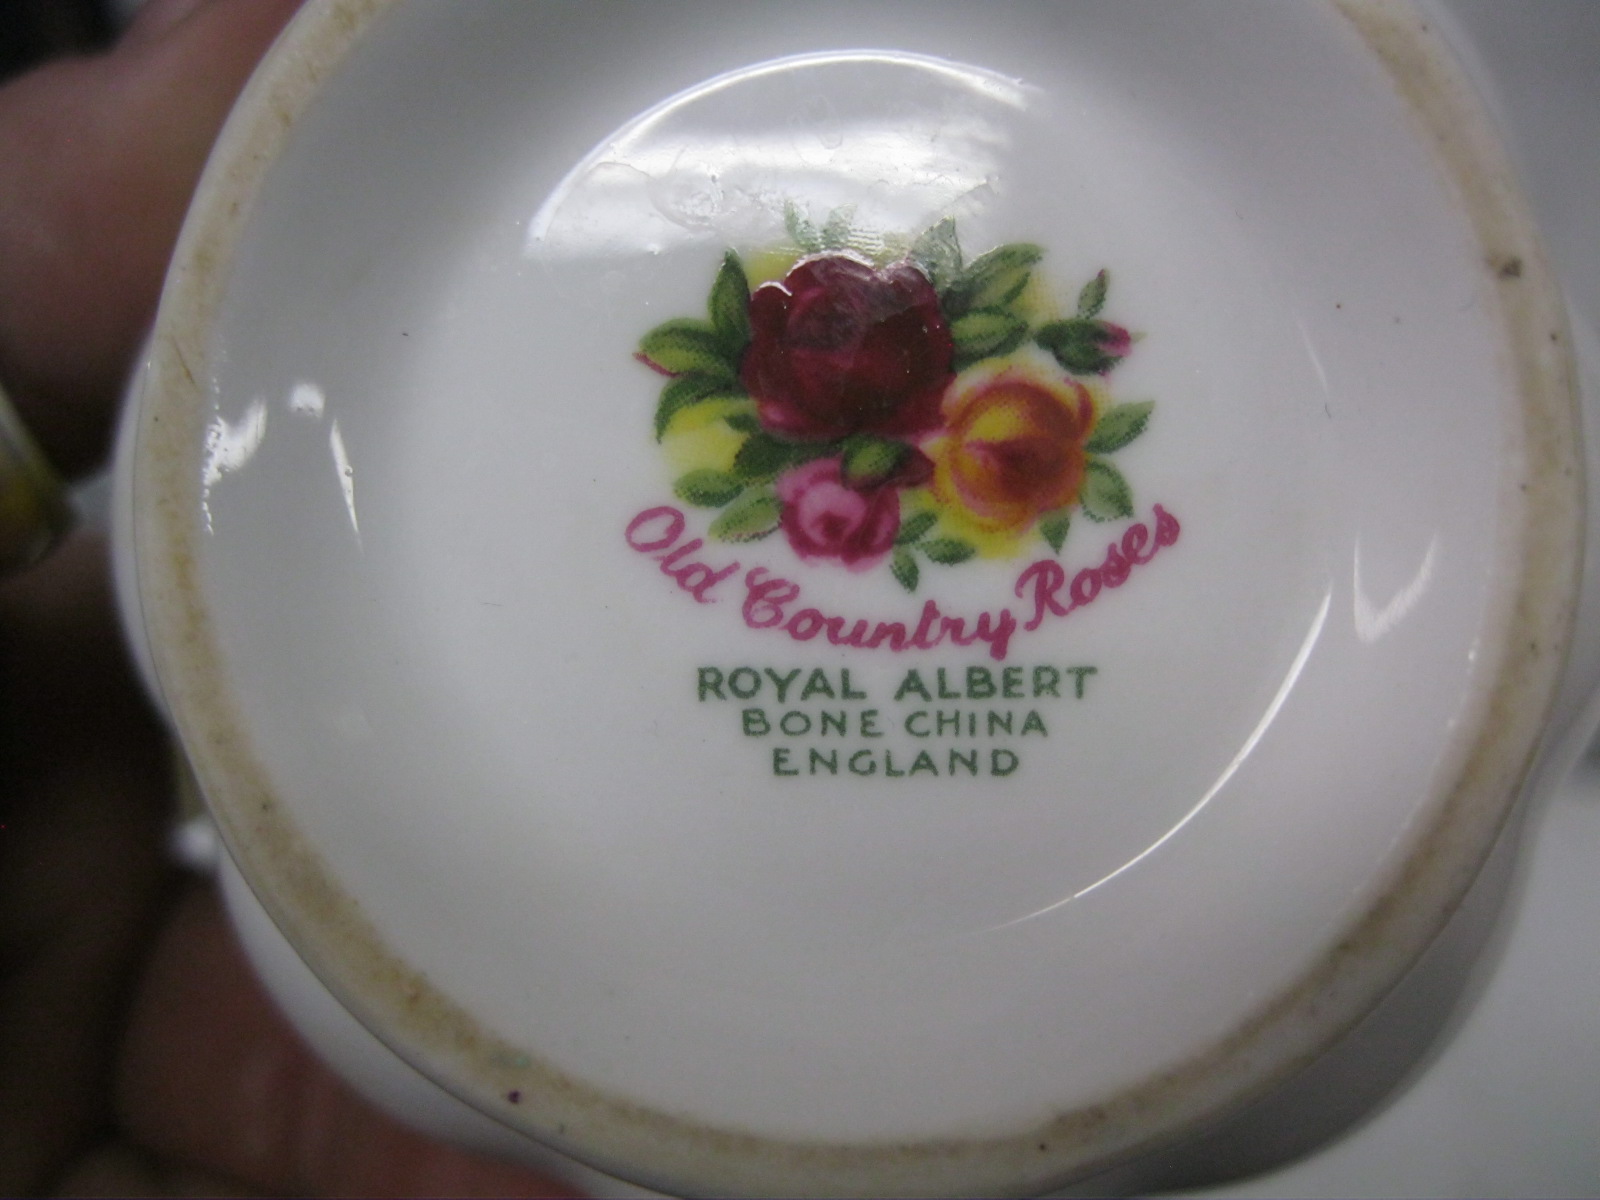 Old Country Roses
ROYAL ALBERT
BONE CHINA
ENGLAND